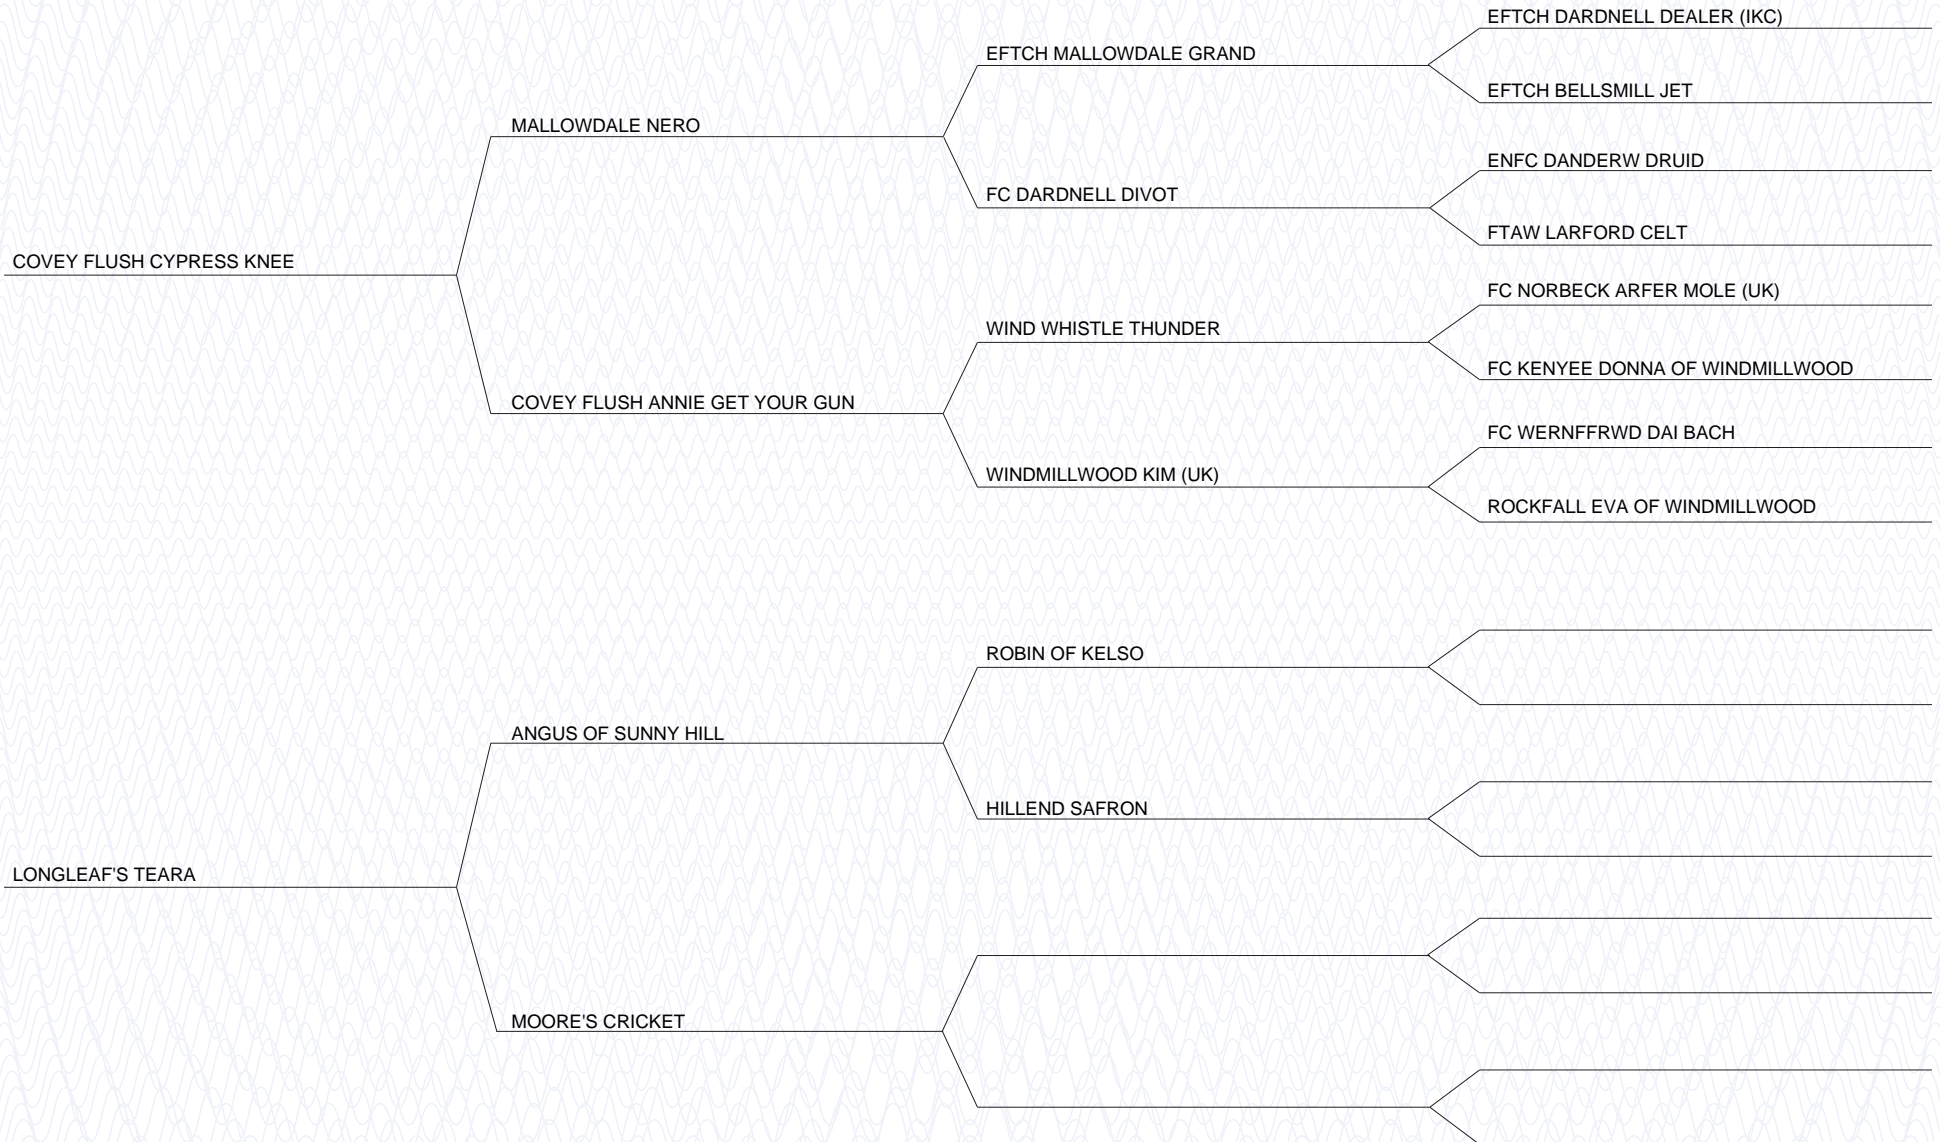 EFTCH DARDNELL DEALER (IKC)
EFTCH MALLOWDALE GRAND
EFTCH BELLSMILL JET
MALLOWDALE NERO
ENFC DANDERW DRUID
FC DARDNELL DIVOT
FTAW LARFORD CELT
COVEY FLUSH CYPRESS KNEE
FC NORBECK ARFER MOLE (UK)
WIND WHISTLE THUNDER
FC KENYEE DONNA OF WINDMILLWOOD
COVEY FLUSH ANNIE GET YOUR GUN
FC WERNFFRWD DAI BACH
WINDMILLWOOD KIM (UK)
ROCKFALL EVA OF WINDMILLWOOD
ROBIN OF KELSO
ANGUS OF SUNNY HILL
HILLEND SAFRON
LONGLEAF'S TEARA
MOORE'S CRICKET